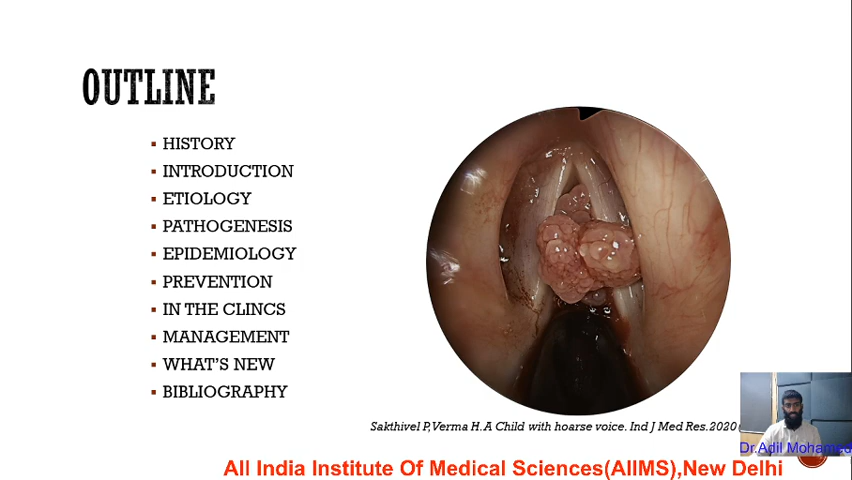 OUTLINE
HISTORY
INTRODUCTION
ETIOLOGY
PATHOGENESIS
EPIDEMIOLOGY
PREVENTION
IN THE CLINCS
MANAGEMENT
WHAT'S NEW
BIBLIOGRAPHY
Sakthivel P,Verma H.A Child with hoarse voice. Ind J Med Res.2020
Dr.Adil Mohamed
All India Institute Of Medical Sciences(AIIMS),New Delhi